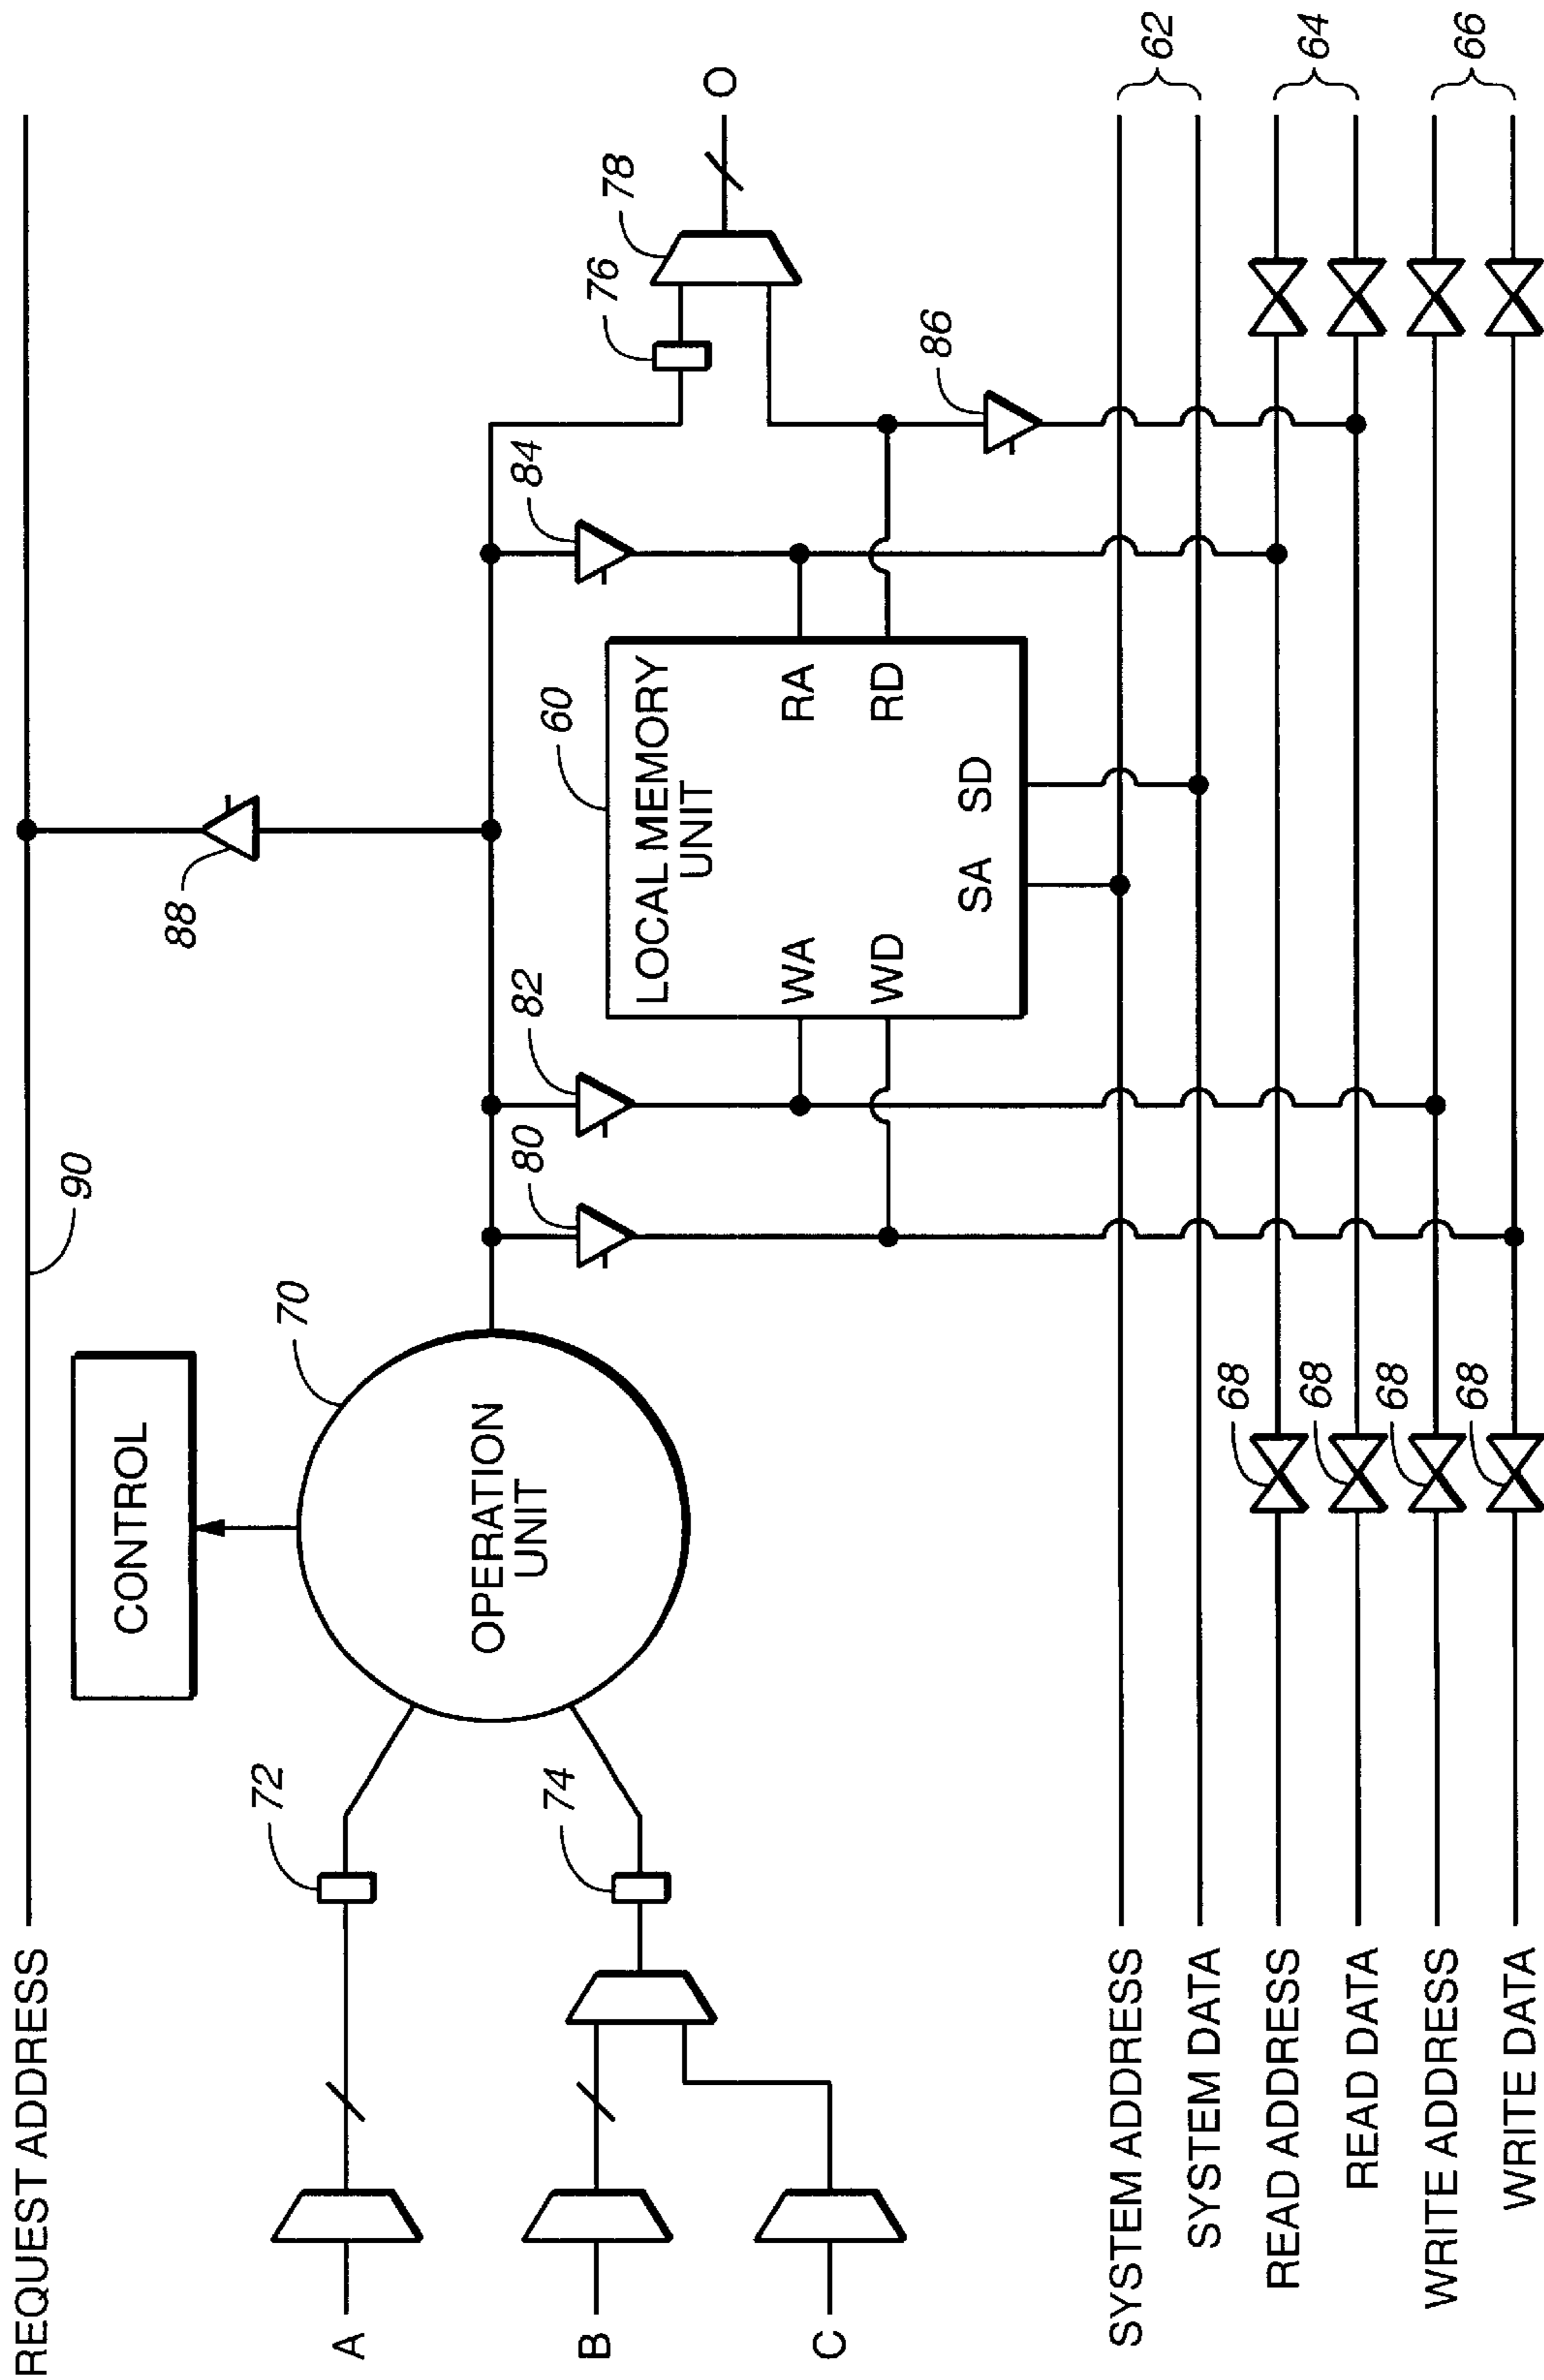 REQUEST ADDRESS
90
CONTROL
88
70
A
72
OPERATION
UNIT
B
74
C
80
82
84
76
78
O
60
LOCAL MEMORY
UNIT
WA
RA
WD
RD
SA
SD
86
SYSTEM ADDRESS
62
SYSTEM DATA
READ ADDRESS
68
64
READ DATA
68
WRITE ADDRESS
68
66
WRITE DATA
68